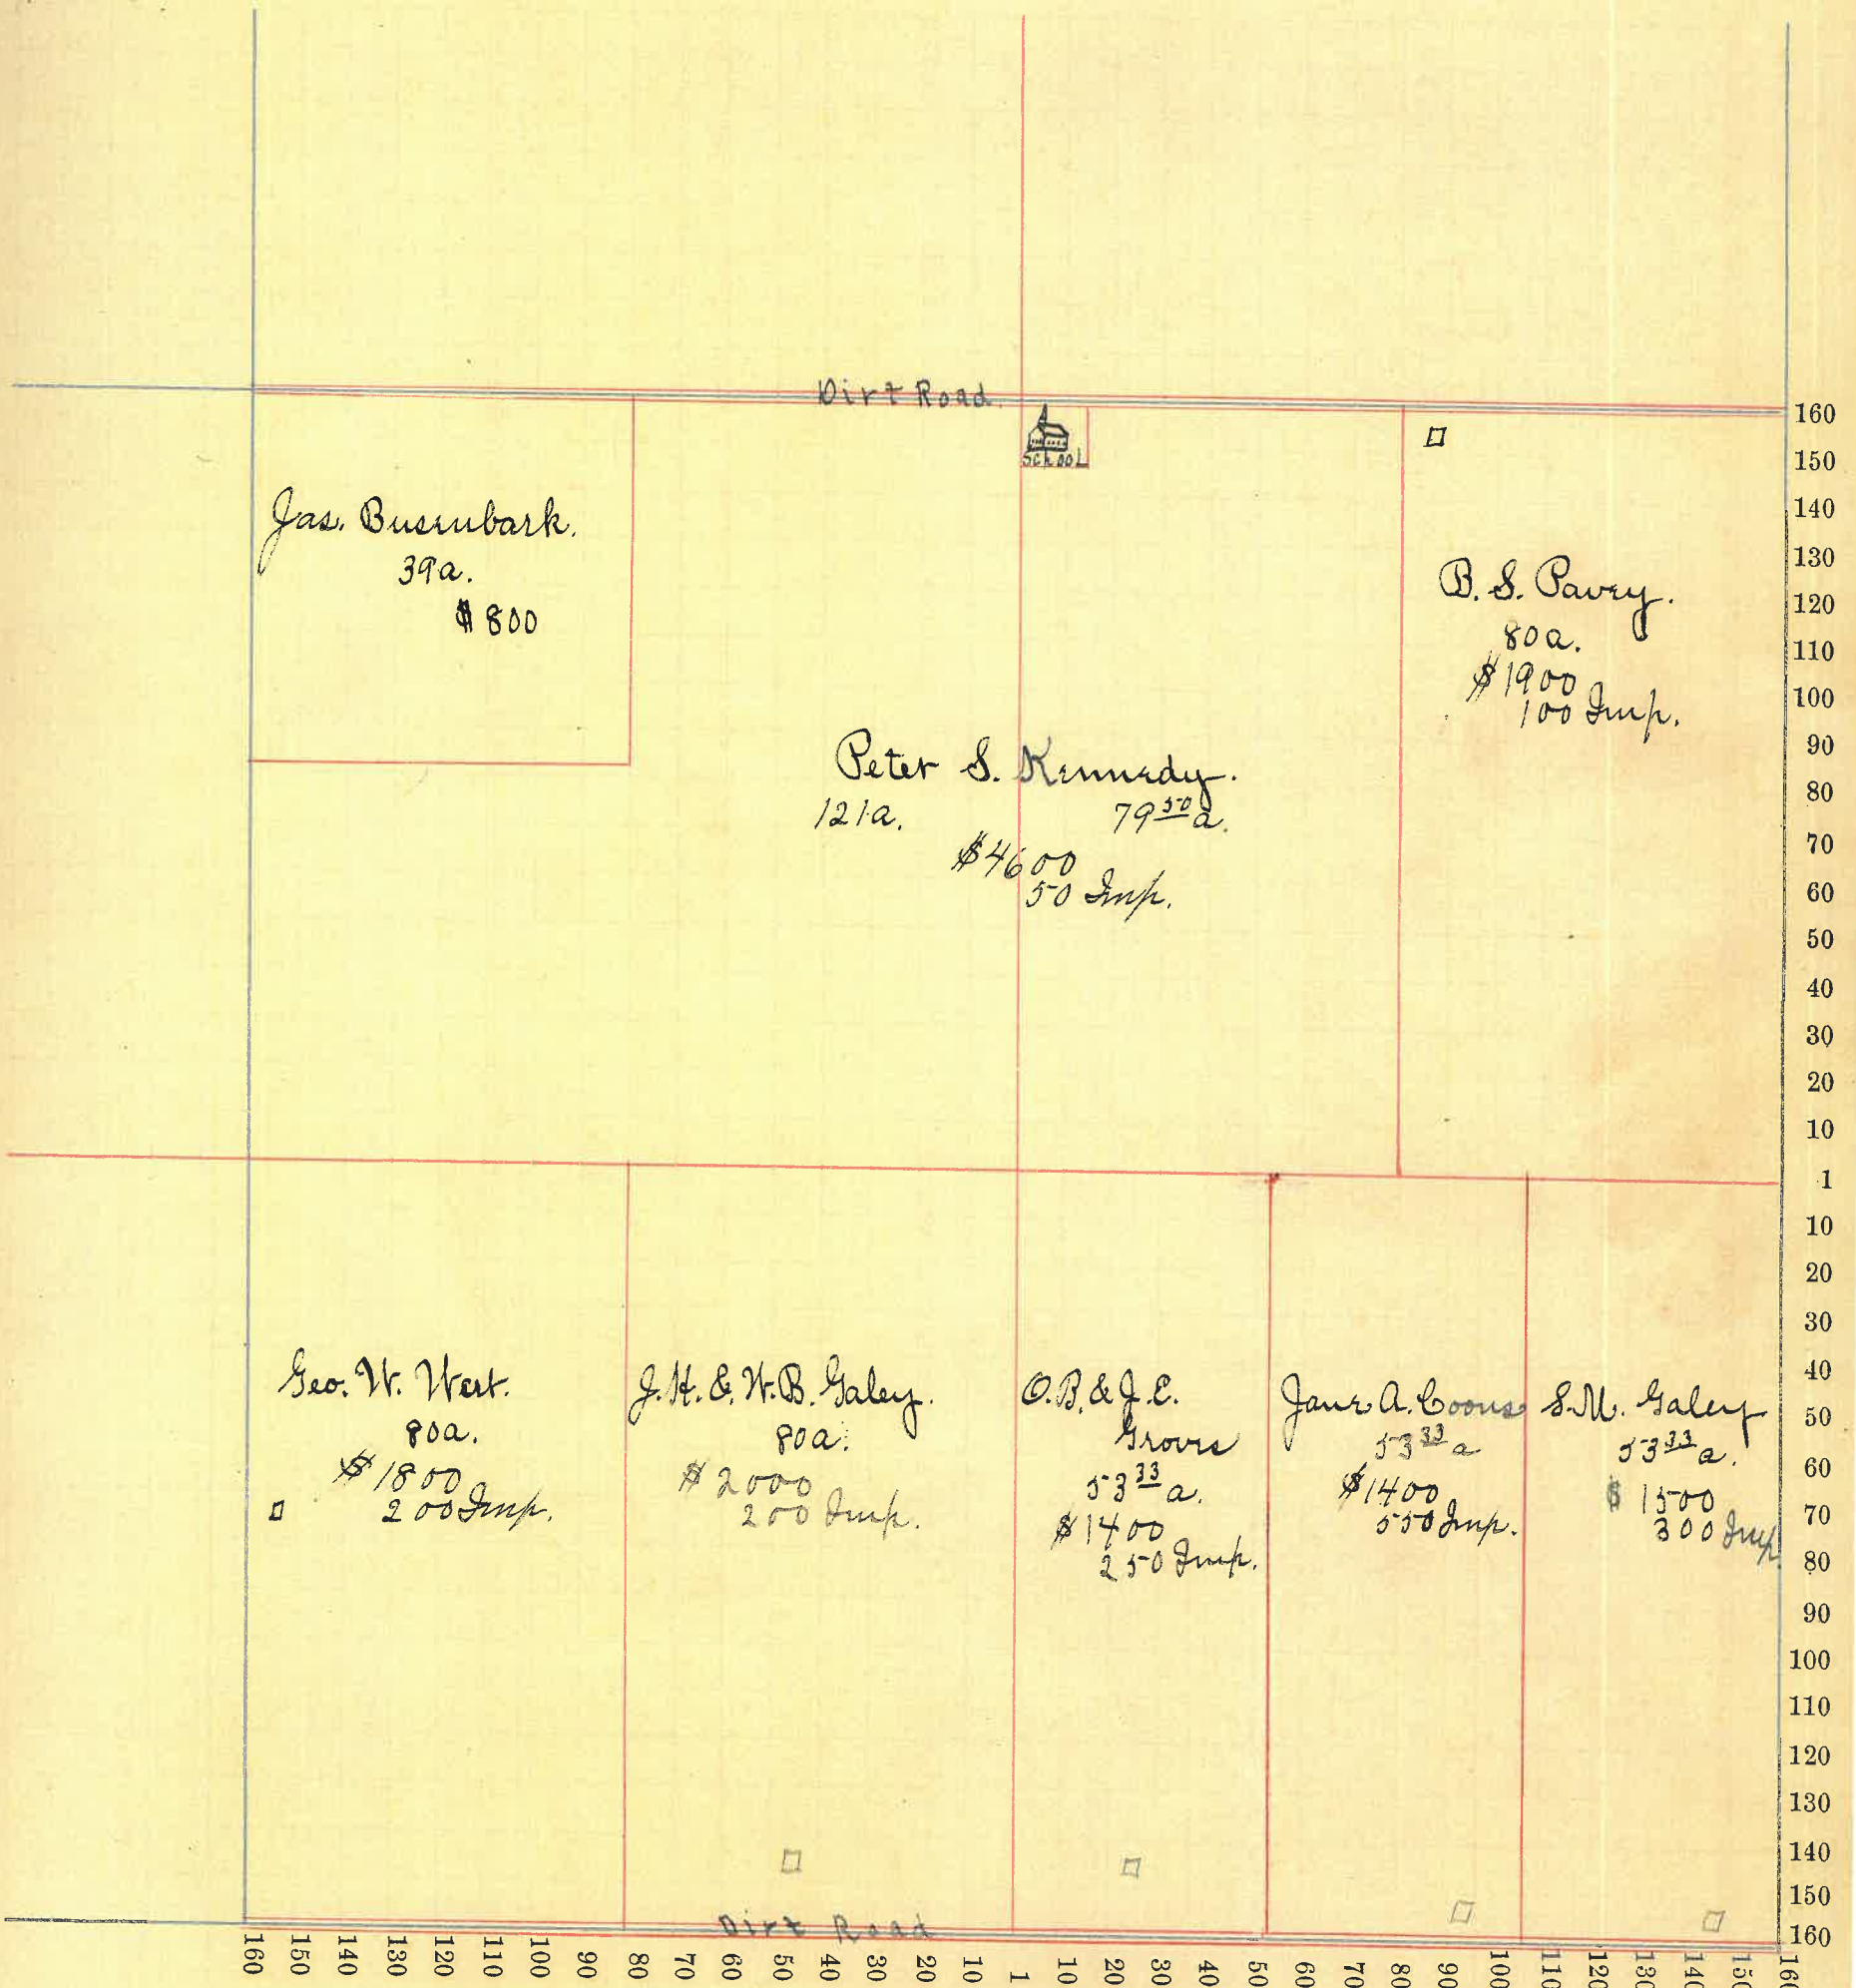 Dirt Road.
SCHOOL
Jas. Busenbark.
39a.
$800
B. S. Pavey.
80a.
$1900
100 Imp.
Peter S. Kennedy.
121a. 79 50 a.
$4600
50 Imp.
Geo. W. West.
80a.
$1800
200 Imp.
J. H. & W. B. Galey.
80a.
$2000
200 Imp.
O. B. & J. E.
Groves
53 33 a.
$1400
250 Imp.
Jane A. Coons
53 33 a
$1400
550 Imp.
S. M. Galey
53 33 a.
$1500
300 Imp
Dirt Road
160
150
140
130
120
110
100
90
80
70
60
50
40
30
20
10
1
10
20
30
40
50
60
70
80
90
100
110
120
130
140
150
160
160 150 140 130 120 110 100 90 80 70 60 50 40 30 20 10 1 10 20 30 40 50 60 70 80 90 100 110 120 130 140 150 160